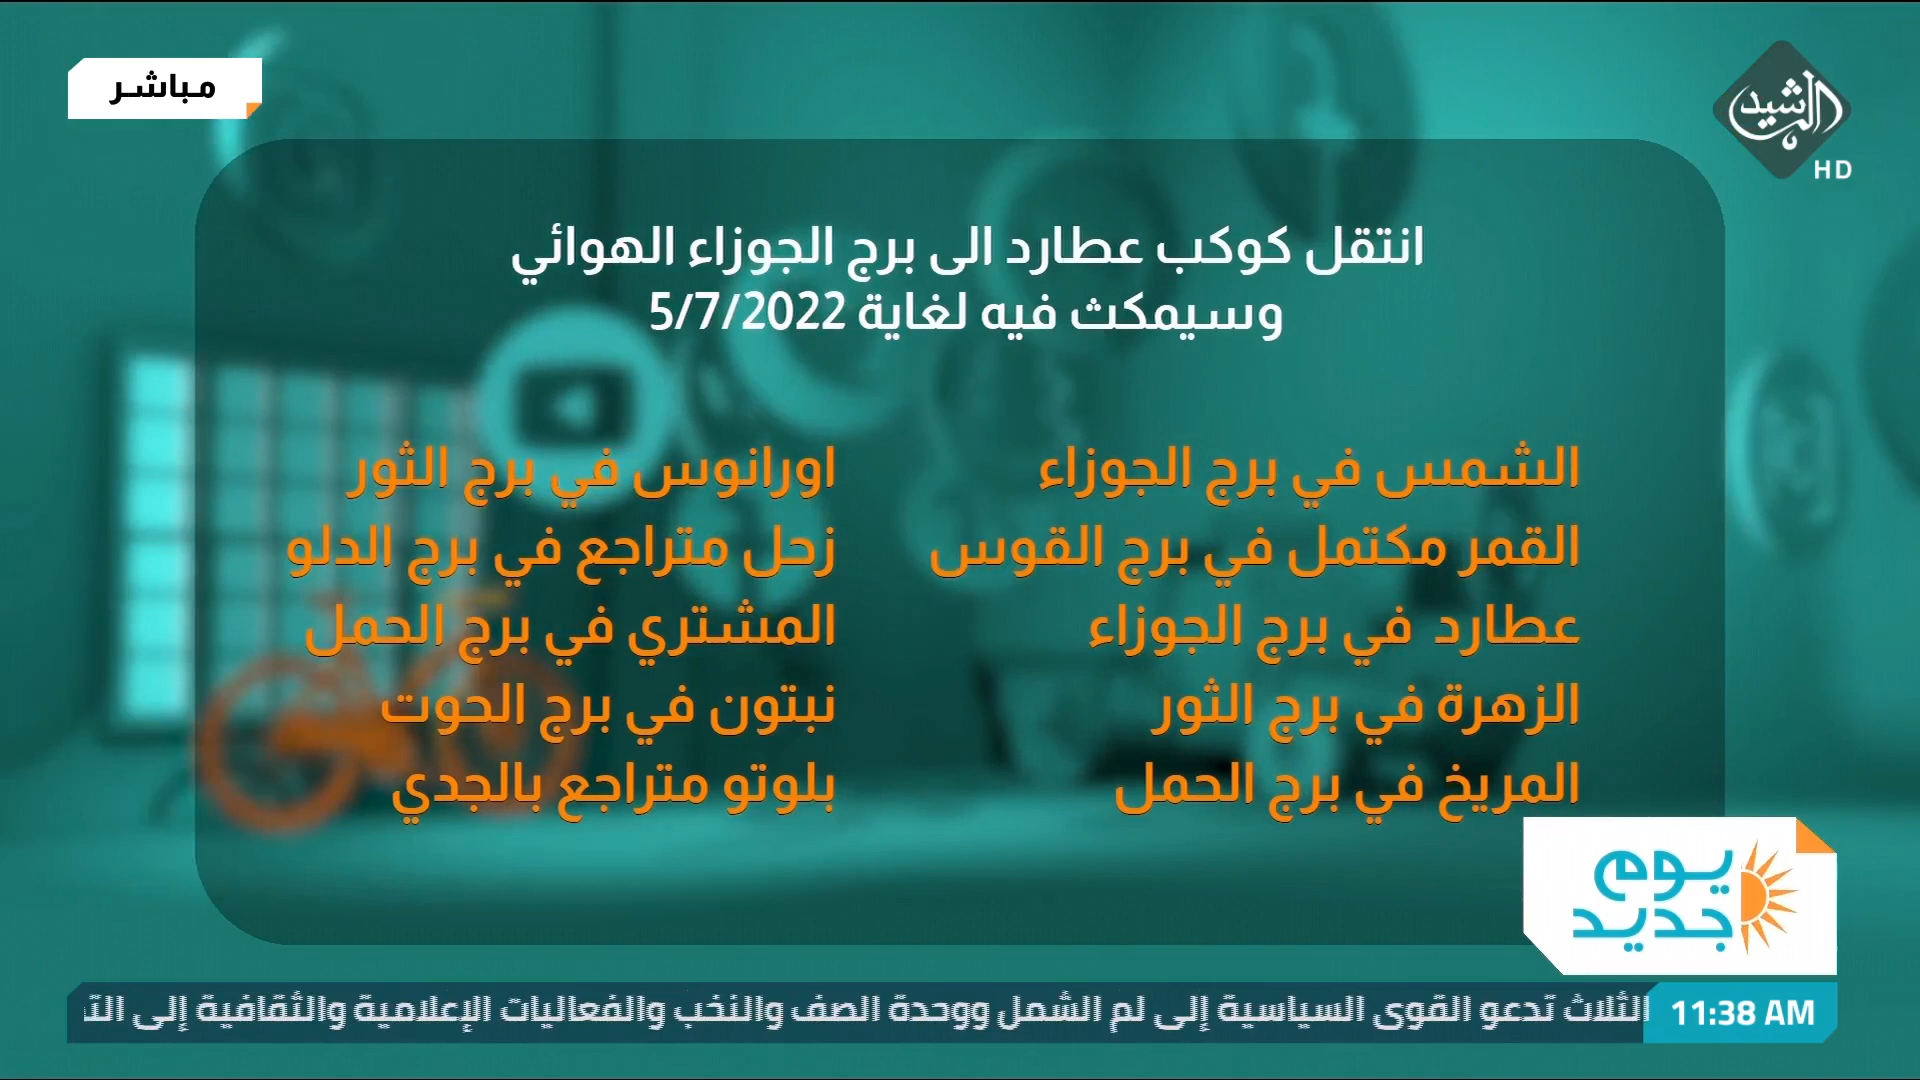 مباشر
الرشيد
HD
انتقل كوكب عطارد الى برج الجوزاء الهوائي
وسيمكث فيه لغاية 5/7/2022
الشمس في برج الجوزاء
القمر مكتمل في برج القوس
عطارد في برج الجوزاء
الزهرة في برج الثور
المريخ في برج الحمل
اورانوس في برج الثور
زحل متراجع في برج الدلو
المشتري في برج الحمل
نبتون في برج الحوت
بلوتو متراجع بالجدي
يوم
جديد
11:38 AM
الثلاث تدعو القوى السياسية إلى لم الشمل ووحدة الصف والنخب والفعاليات الإعلامية والثقافية إلى